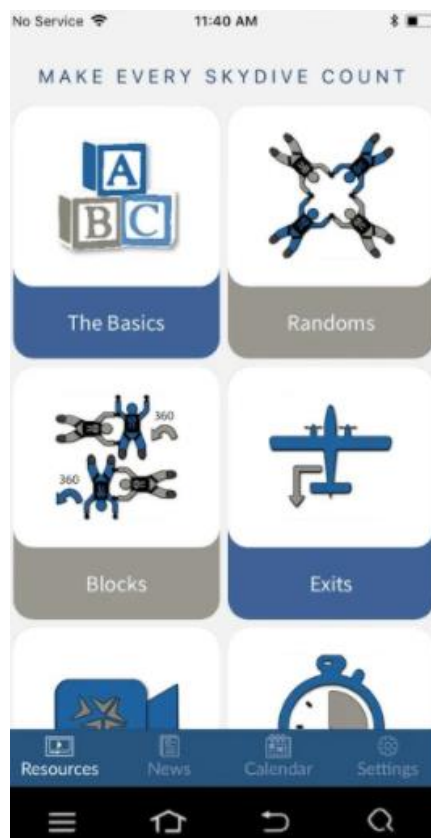 No Service 11:40 AM
MAKE EVERY SKYDIVE COUNT
A
B C
The Basics
Randoms
360
360
Blocks
Exits
Resources News Calendar Settings